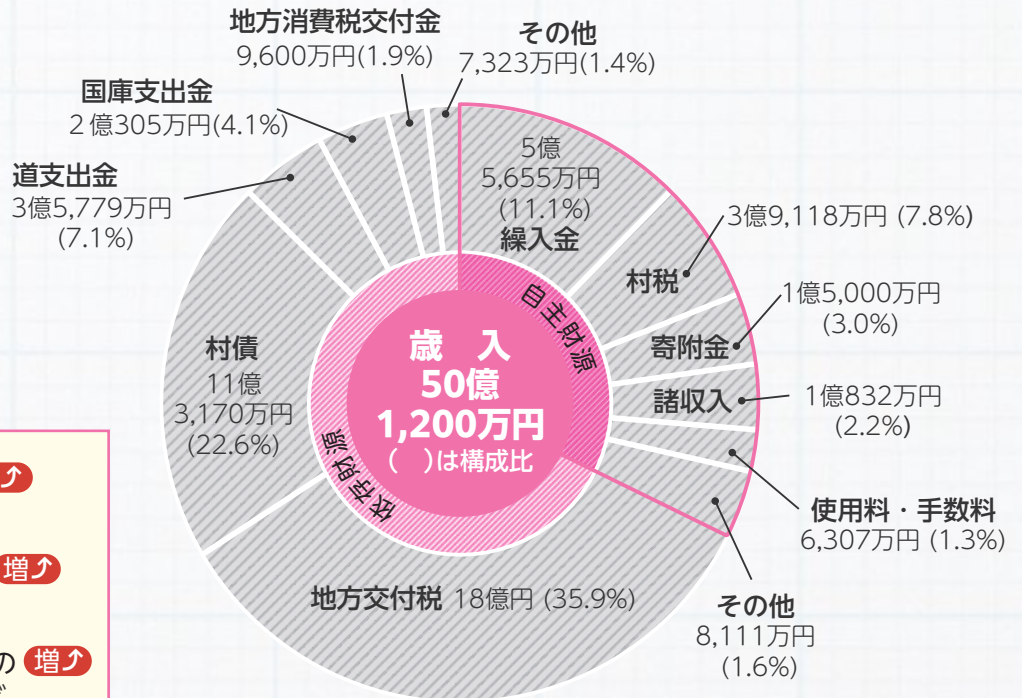 地方消費税交付金
9,600万円(1.9%)
その他
7,323万円(1.4%)
国庫支出金
2億305万円(4.1%)
道支出金
3億5,779万円
(7.1%)
5億
5,655万円
(11.1%)
繰入金
3億9,118万円 (7.8%)
村税
1億5,000万円
(3.0%)
寄附金
諸収入
1億832万円
(2.2%)
使用料・手数料
6,307万円 (1.3%)
その他
8,111万円
(1.6%)
地方交付税 18億円 (35.9%)
村債
11億
3,170万円
(22.6%)
自主財源
依存財源
歳 入
50億
1,200万円
( )は構成比
増
の 増